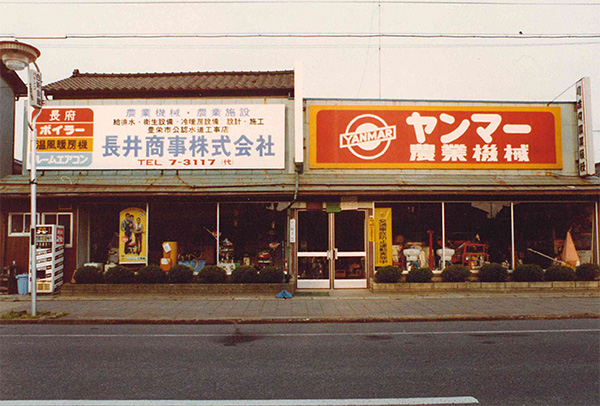 長府
ボイラー
温風暖房機
ルームエアコン
農業機械・農業施設
給排水・衛生設備・冷暖房設備 設計・施工
豊栄市公認水道工事店
長井商事株式会社
TEL 7-3117 (代)
YANMAR
ヤンマー
農業機械